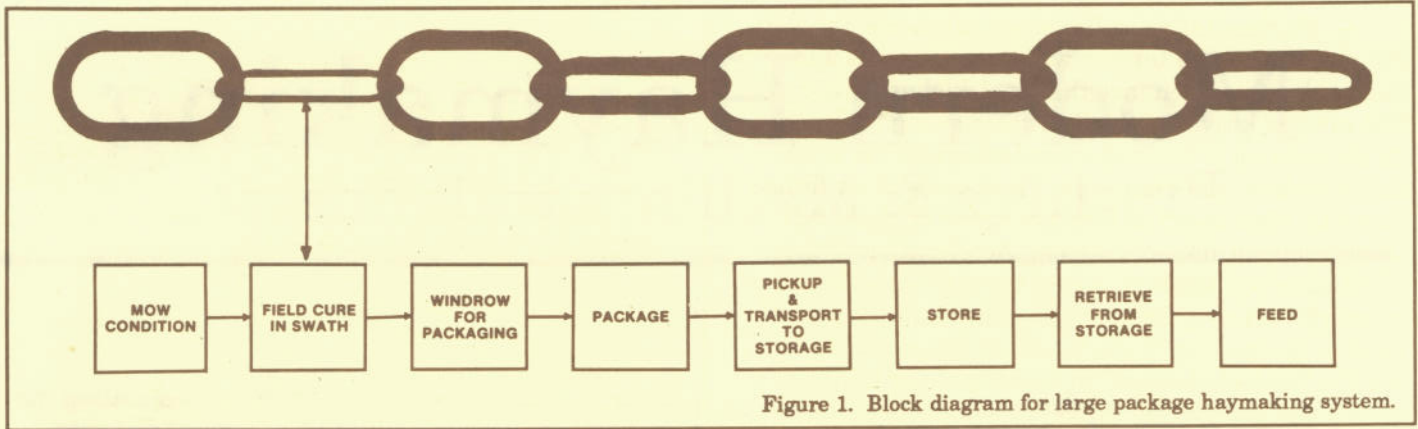 MOW
CONDITION
FIELD CURE
IN SWATH
WINDROW
FOR
PACKAGING
PACKAGE
PICKUP
&
TRANSPORT
TO
STORAGE
STORE
RETRIEVE
FROM
STORAGE
FEED
Figure 1. Block diagram for large package haymaking system.